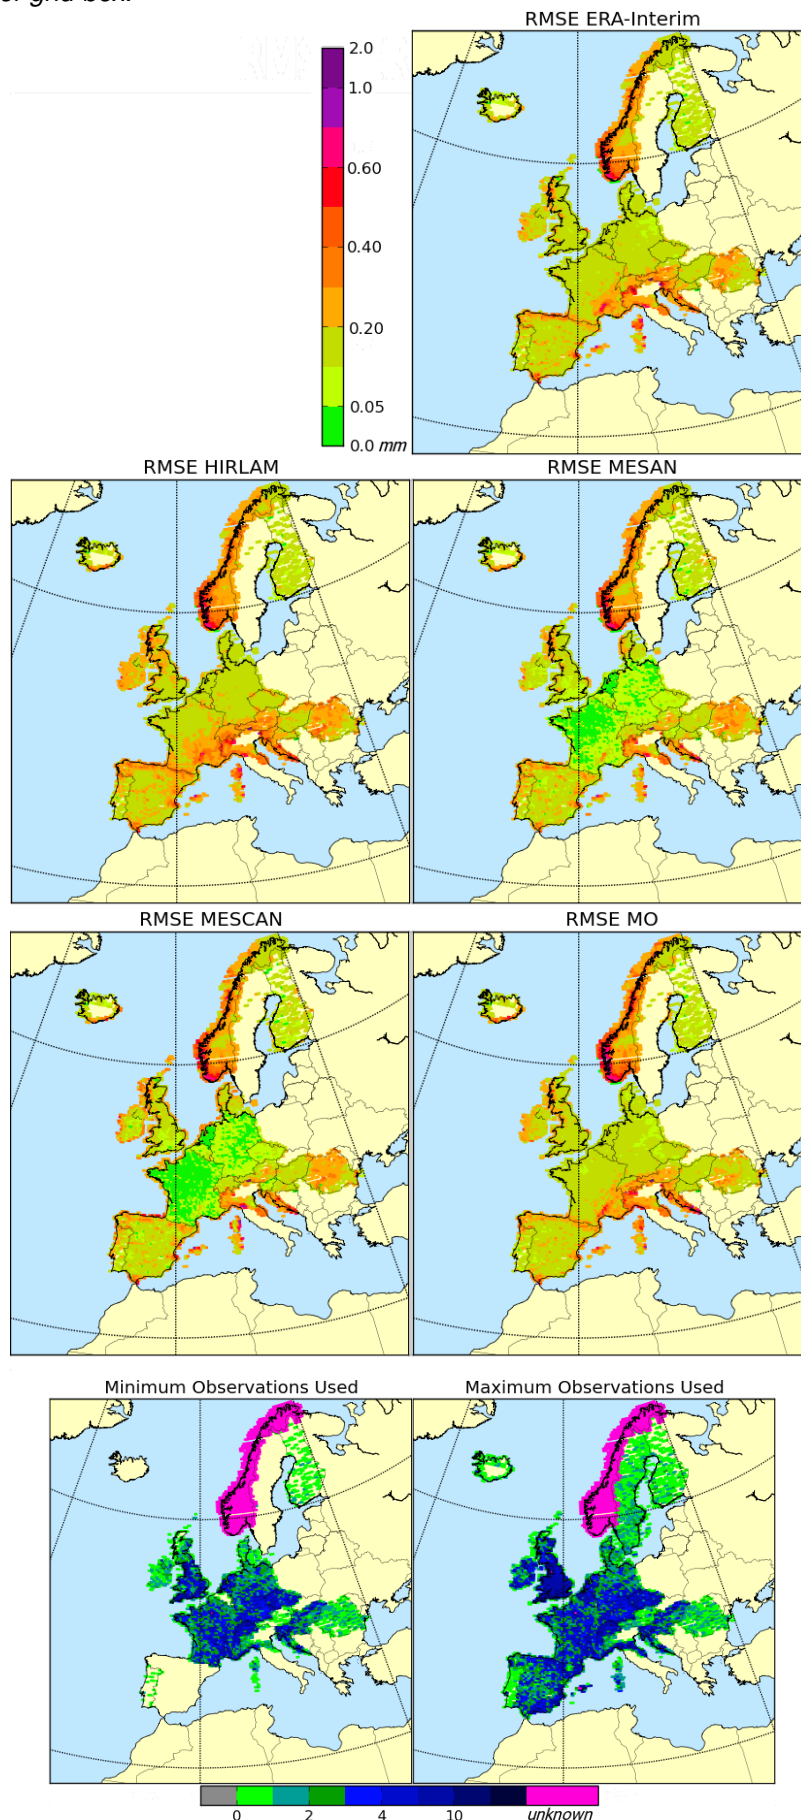 RMSE ERA-Interim
2.0
1.0
0.60
0.40
0.20
0.05
0.0 mm
RMSE HIRLAM
RMSE MESAN
RMSE MESCAN
RMSE MO
Minimum Observations Used
Maximum Observations Used
0 2 4 10 unknown